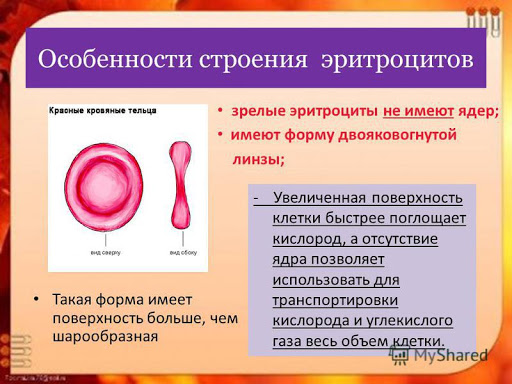 Особенности строения эритроцитов
Красные кровяные тельца
вид сверху
вид сбоку
• зрелые эритроциты не имеют ядер;
• имеют форму двояковогнутой
линзы;
• Такая форма имеет
поверхность больше, чем
шарообразная
- Увеличенная поверхность
клетки быстрее поглощает
кислород, а отсутствие
ядра позволяет
использовать для
транспортировки
кислорода и углекислого
газа весь объем клетки.
MyShared